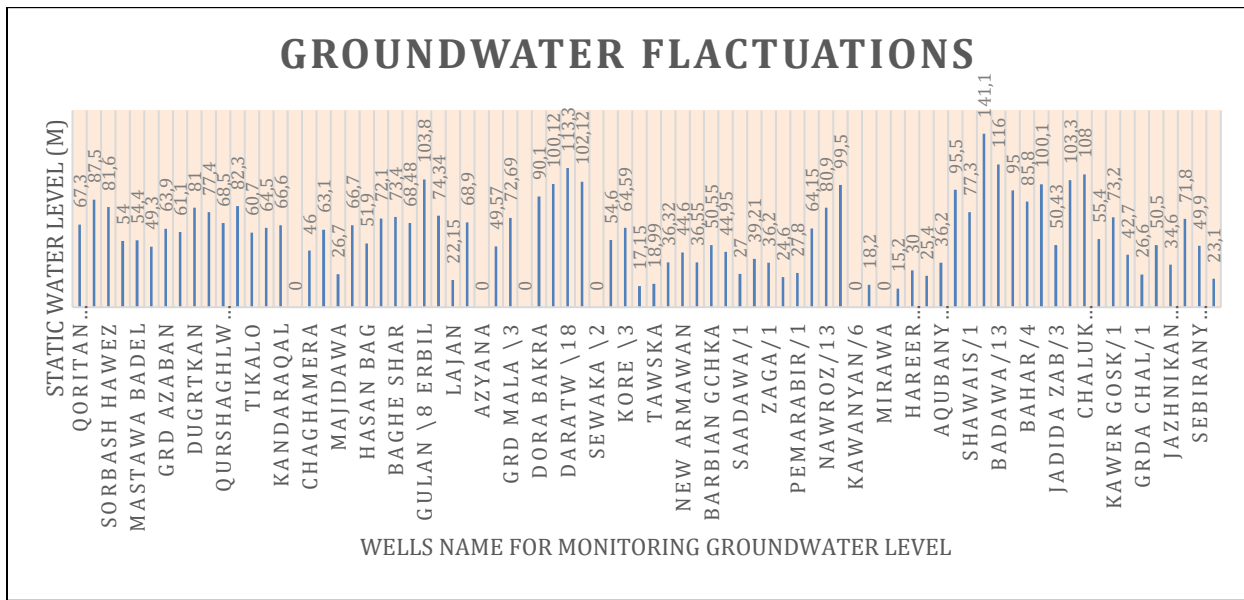 GROUNDWATER FLACTUATIONS
STATIC WATER LEVEL (M)
67,3
87,5
81,6
54
54,4
49,3
63,9
61,1
81
77,4
68,5
82,3
60,7
64,5
66,6
0
46
63,1
26,7
66,7
51,9
72,1
73,4
68,48
103,8
74,34
22,15
68,9
0
49,57
72,69
0
90,1
100,12
113,3
102,12
0
54,6
64,59
17,15
18,99
36,32
44,6
36,55
50,55
44,95
27
39,21
36,2
24,6
27,8
64,15
80,9
99,5
0
18,2
0
15,2
30
25,4
36,2
95,5
77,3
141,1
116
95
85,8
100,1
50,43
103,3
108
55,4
73,2
42,7
26,6
50,5
34,6
71,8
49,9
23,1
QORITAN…
SORBASH HAWEZ
MASTAWA BADEL
GRD AZABAN
DUGRTKAN
QURSHAGHLW…
TIKALO
KANDARAQAL
CHAGHAMERA
MAJIDAWA
HASAN BAG
BAGHE SHAR
GULAN \8 ERBIL
LAJAN
AZYANA
GRD MALA \3
DORA BAKRA
DARATW \18
SEWAKA \2
KORE \3
TAWSKA
NEW ARMAWAN
BARBIAN GCHKA
SAADAWA/1
ZAGA/1
PEMARABIR/1
NAWROZ/13
KAWANYAN/6
MIRAWA
HAREER…
AQUBANY…
SHAWAIS/1
BADAWA/13
BAHAR/4
JADIDA ZAB/3
CHALUK…
KAWER GOSK/1
GRDA CHAL/1
JAZHNIKAN…
SEBIRANY…
WELLS NAME FOR MONITORING GROUNDWATER LEVEL